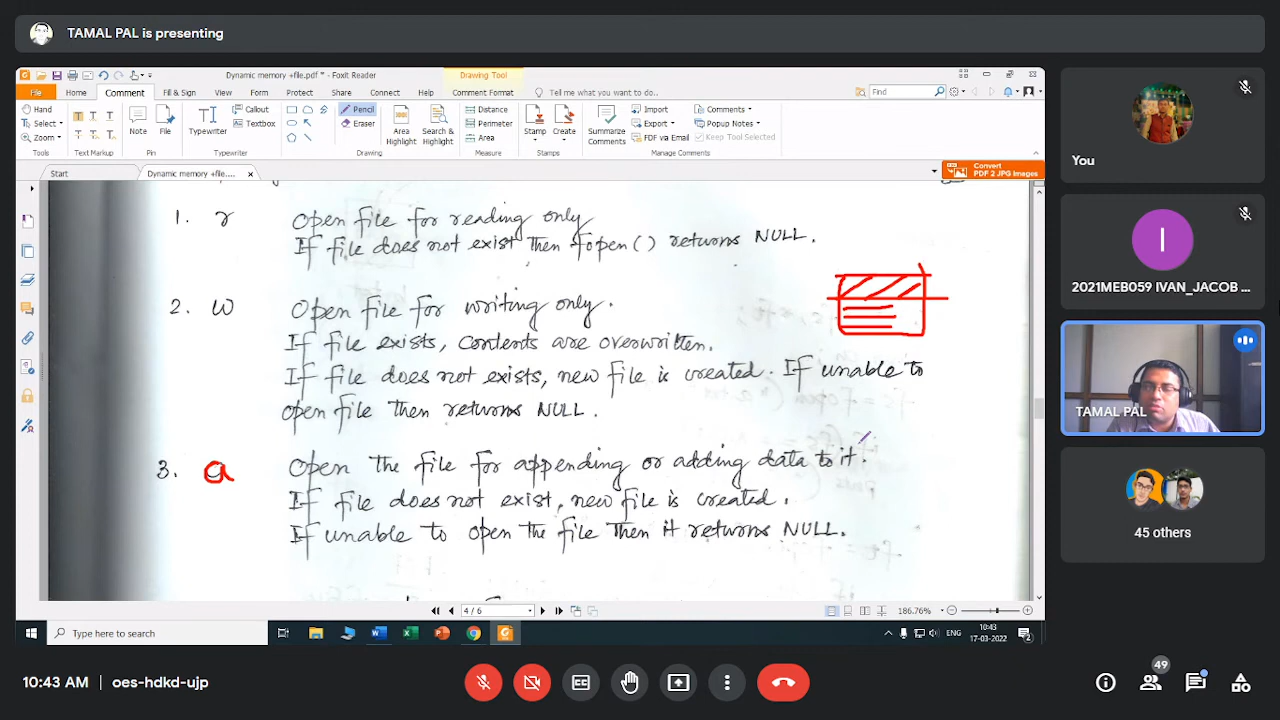 TAMAL PAL is presenting
Dynamic memory +file.pdf * - Foxit Reader
Drawing Tool
File Home Comment Fill & Sign View Form Protect Share Connect Help Comment Format Tell me what you want to do.. Find
Hand
Select
Zoom
Tools
Text Markup
Note
File
Pin
Typewriter
Callout
Textbox
Typewriter
Pencil
Eraser
Drawing
Area Highlight
Search & Highlight
Distance
Perimeter
Area
Measure
Stamp
Create
Stamps
Summarize Comments
Import
Export
FDF via Email
Comments
Popup Notes
Keep Tool Selected
Manage Comments
Start
Dynamic memory +file....
Convert
PDF 2 JPG Images
1. r Open file for reading only
If file does not exist then fopen() returns NULL.
2. w Open file for writing only.
If file exists, contents are overwritten.
If file does not exists, new file is created. If unable to
open file then returns NULL.
3. a Open the file for appending or adding data to it.
If file does not exist, new file is created.
If unable to open the file then it returns NULL.
4 / 6
186.76%
Type here to search
ENG
10:43
17-03-2022
You
I
2021MEB059 IVAN_JACOB ...
TAMAL PAL
45 others
10:43 AM | oes-hdkd-ujp
49